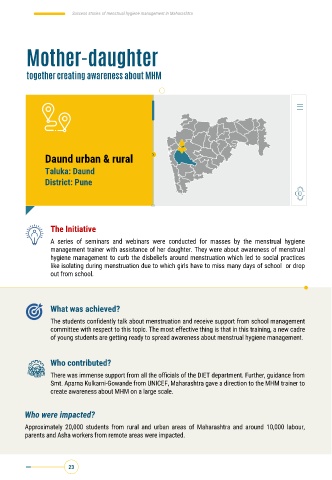 Success Stories of Menstrual Hygiene Management in Maharashtra
Mother-daughter
together creating awareness about MHM
Daund urban & rural
Taluka: Daund
District: Pune
The Initiative
A series of seminars and webinars were conducted for masses by the menstrual hygiene
management trainer with assistance of her daughter. They were about awareness of menstrual
hygiene management to curb the disbeliefs around menstruation which led to social practices
like isolating during menstruation due to which girls have to miss many days of school or drop
out from school.
What was achieved?
The students confidently talk about menstruation and receive support from school management
committee with respect to this topic. The most effective thing is that in this training, a new cadre
of young students are getting ready to spread awareness about menstrual hygiene management.
Who contributed?
There was immense support from all the officials of the DIET department. Further, guidance from
Smt. Aparna Kulkarni-Gowande from UNICEF, Maharashtra gave a direction to the MHM trainer to
create awareness about MHM on a large scale.
Who were impacted?
Approximately 20,000 students from rural and urban areas of Maharashtra and around 10,000 labour,
parents and Asha workers from remote areas were impacted.
23